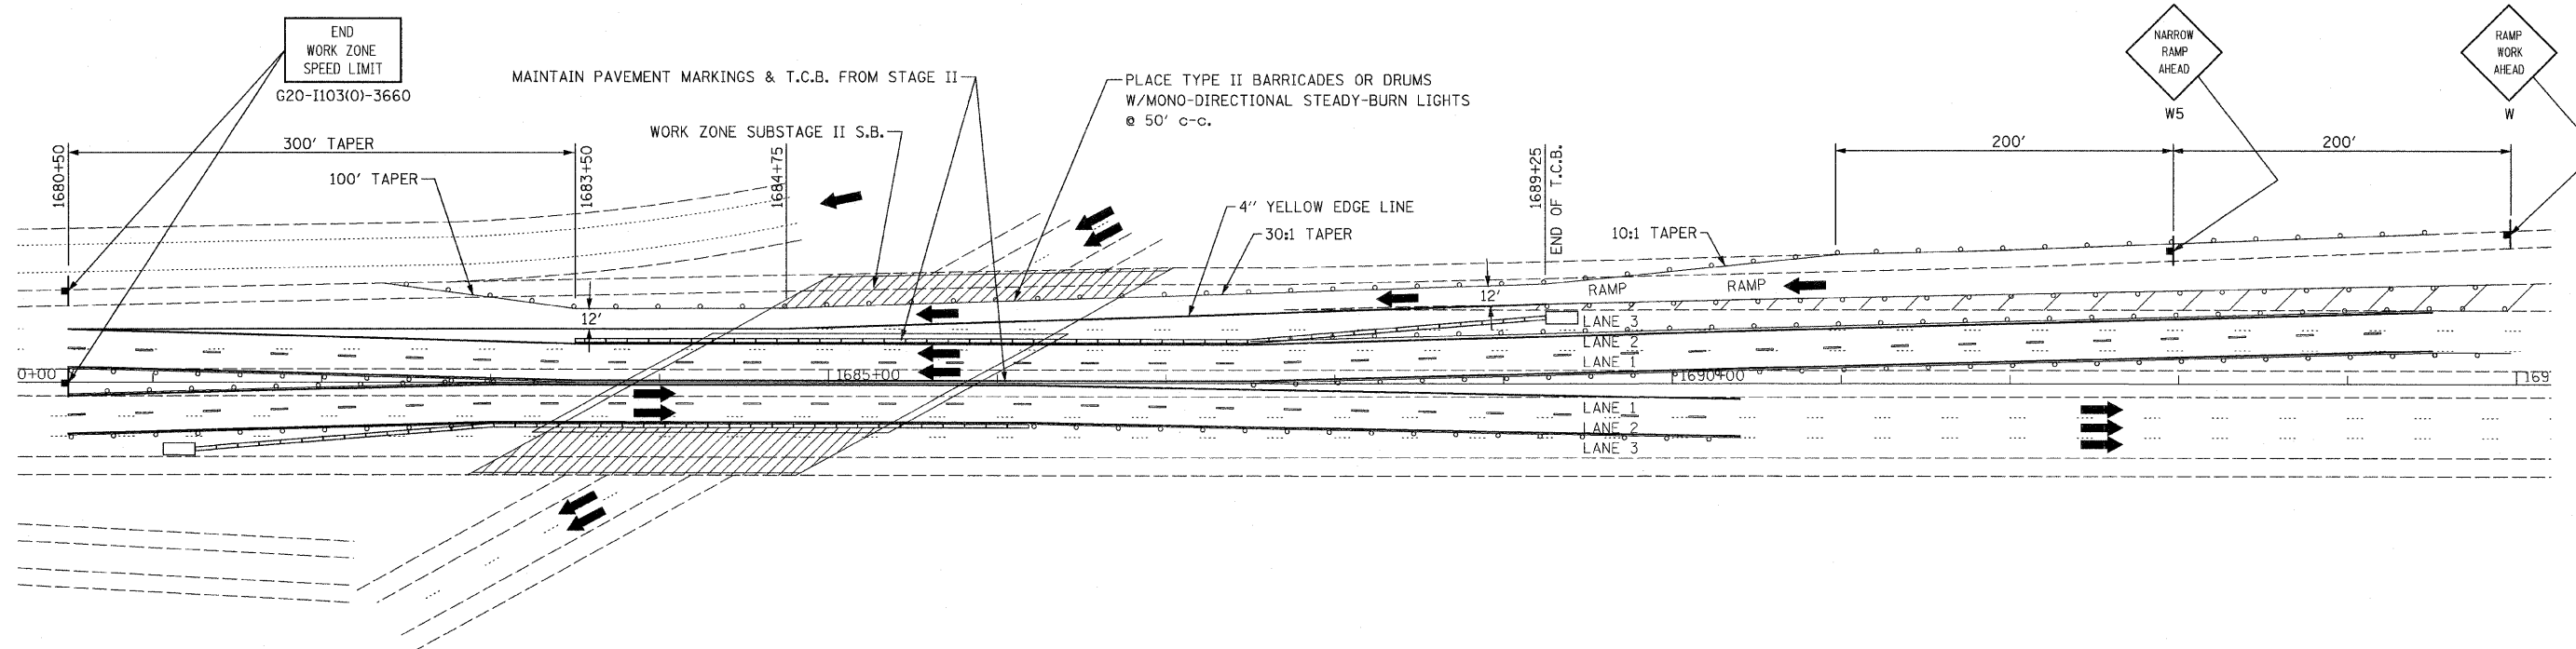 END
WORK ZONE
SPEED LIMIT
G20-I103(O)-3660
MAINTAIN PAVEMENT MARKINGS & T.C.B. FROM STAGE II
PLACE TYPE II BARRICADES OR DRUMS
W/MONO-DIRECTIONAL STEADY-BURN LIGHTS
@ 50' c-c.
NARROW
RAMP
AHEAD
W5
RAMP
WORK
AHEAD
W
WORK ZONE SUBSTAGE II S.B.
300' TAPER
100' TAPER
1680+50
1683+50
1684+75
1689+25
END OF T.C.B.
200'
200'
4" YELLOW EDGE LINE
30:1 TAPER
10:1 TAPER
12'
12'
RAMP
RAMP
LANE 3
LANE 2
LANE 1
0+00
1685+00
1690+00
169
LANE 1
LANE 2
LANE 3